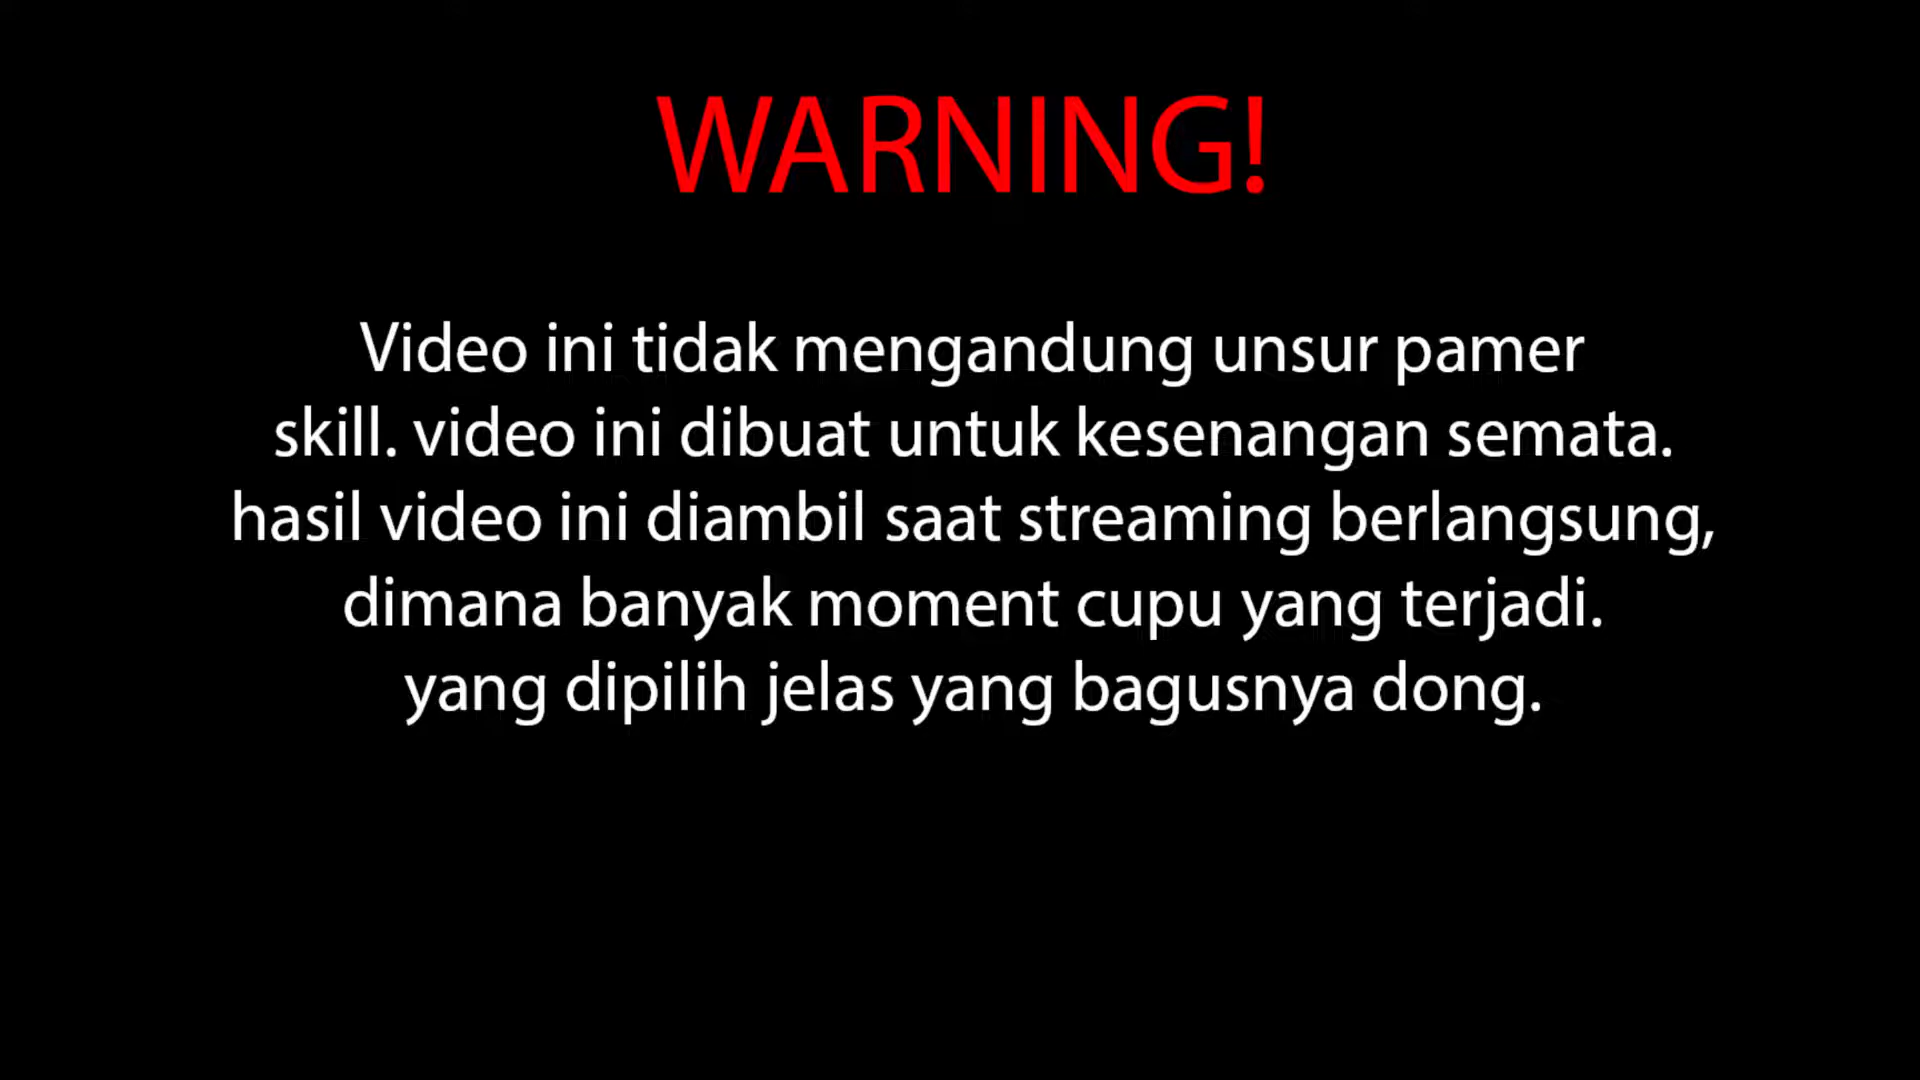 WARNING!
Video ini tidak mengandung unsur pamer
skill. video ini dibuat untuk kesenangan semata.
hasil video ini diambil saat streaming berlangsung,
dimana banyak moment cupu yang terjadi.
yang dipilih jelas yang bagusnya dong.